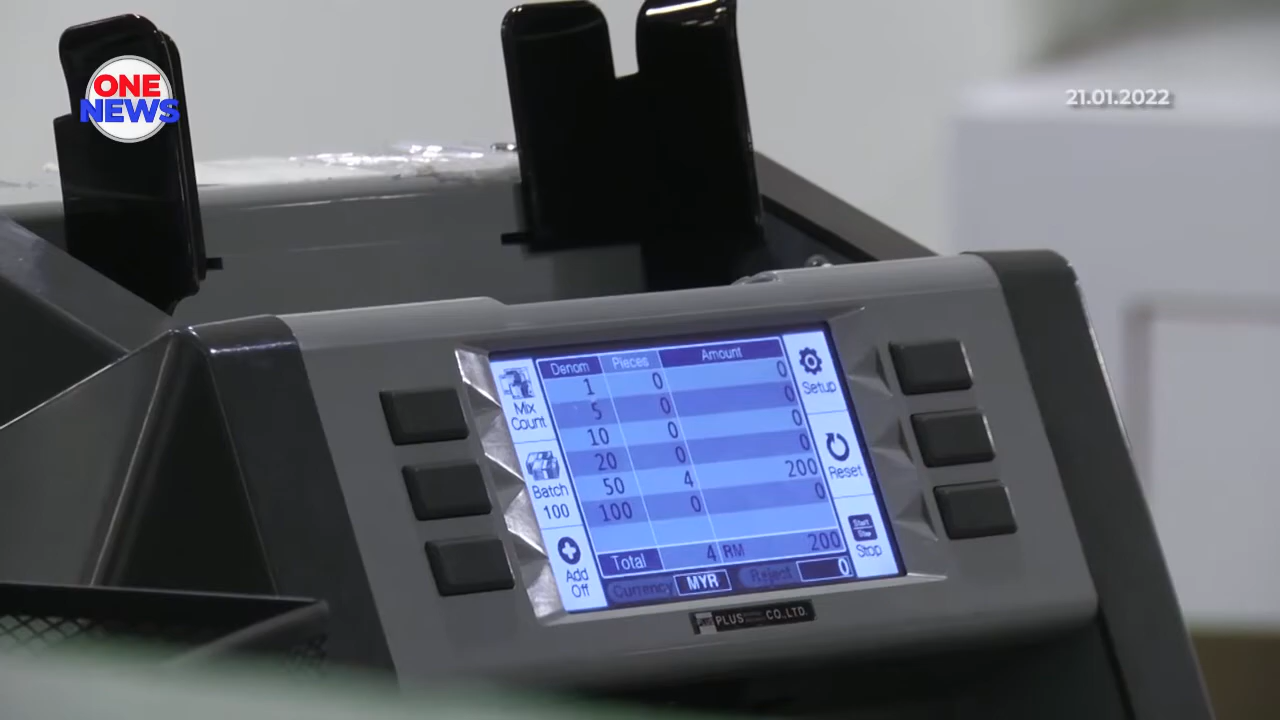 ONE
NEWS
21.01.2022
Mix
Count
Batch
100
Add
Off
Denom Pieces Amount
1 0 0
5 0 0
10 0 0
20 0 0
50 4 200
100 0 0
Total 4 RM 200
Currency MYR Reject 0
Setup
Reset
Start
Stop
PLUS CO.,LTD.